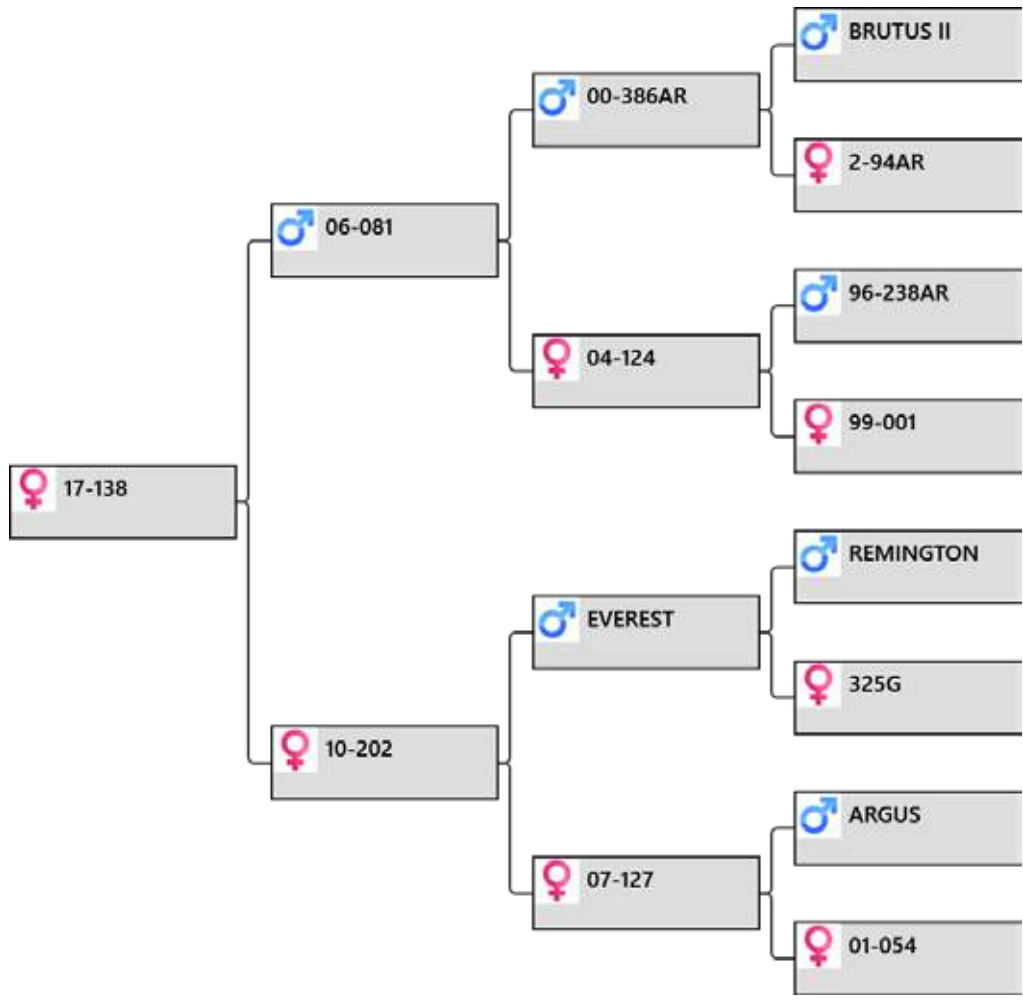 BRUTUS II
00-386AR
2-94AR
06-081
96-238AR
04-124
99-001
17-138
REMINGTON
EVEREST
325G
10-202
ARGUS
07-127
01-054